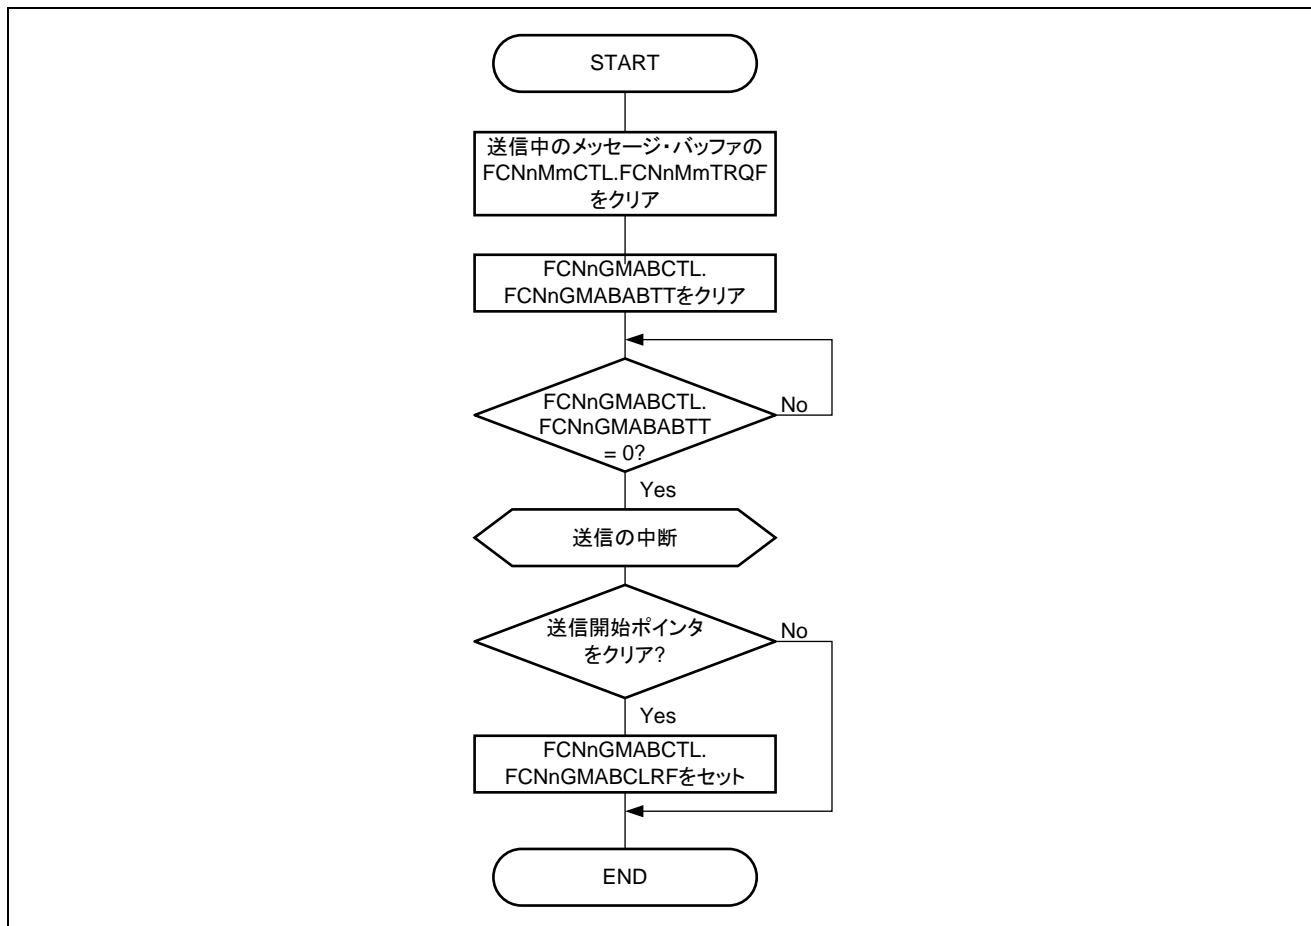 START
送信中のメッセージ・バッファの
FCNnMmCTL.FCNnMmTRQF
をクリア
FCNnGMABCTL.
FCNnGMABABTTをクリア
FCNnGMABCTL.
FCNnGMABABTT
= 0?
No
Yes
送信の中断
送信開始ポインタ
をクリア?
No
Yes
FCNnGMABCTL.
FCNnGMABCLRFをセット
END